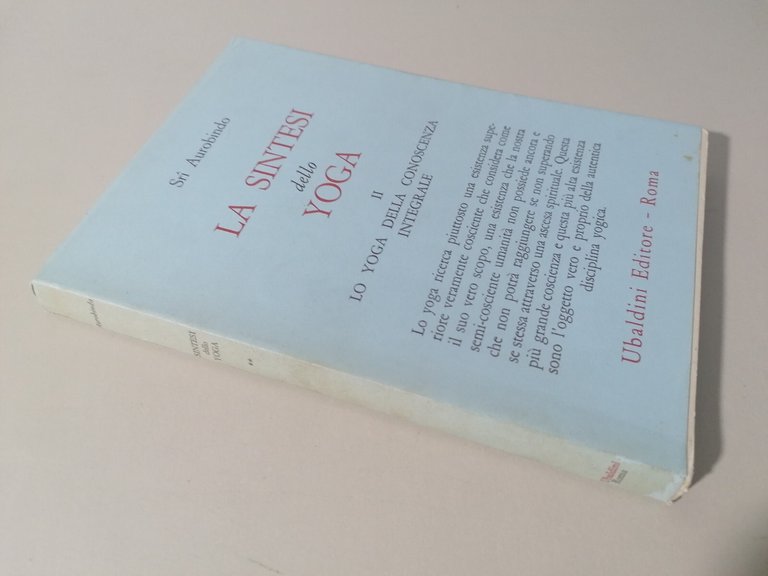 Sri Aurobindo
LA SINTESI
dello
YOGA
II
LO YOGA DELLA CONOSCENZA
INTEGRALE
Lo yoga ricerca piuttosto una esistenza supe-
riore veramente cosciente che considera come
il suo vero scopo, una esistenza che la nostra
semi-cosciente umanità non possiede ancora e
che non potrà raggiungere se non superando
se stessa attraverso una ascesa spirituale. Questa
più grande coscienza e questa più alta esistenza
sono l'oggetto vero e proprio della autentica
disciplina yogica.
Ubaldini Editore - Roma
Aurobindo
SINTESI
dello
YOGA
**
Ubaldini
Roma